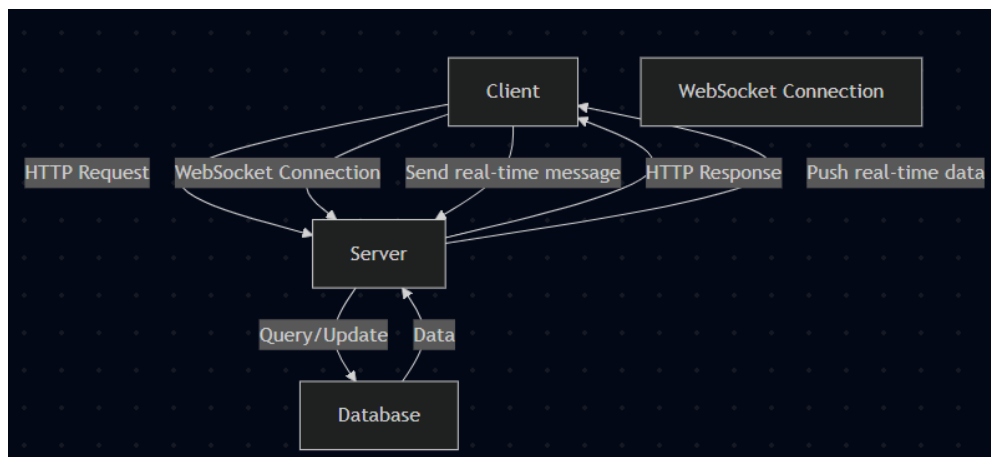 Client
WebSocket Connection
HTTP Request
WebSocket Connection
Send real-time message
HTTP Response
Push real-time data
Server
Query/Update
Data
Database